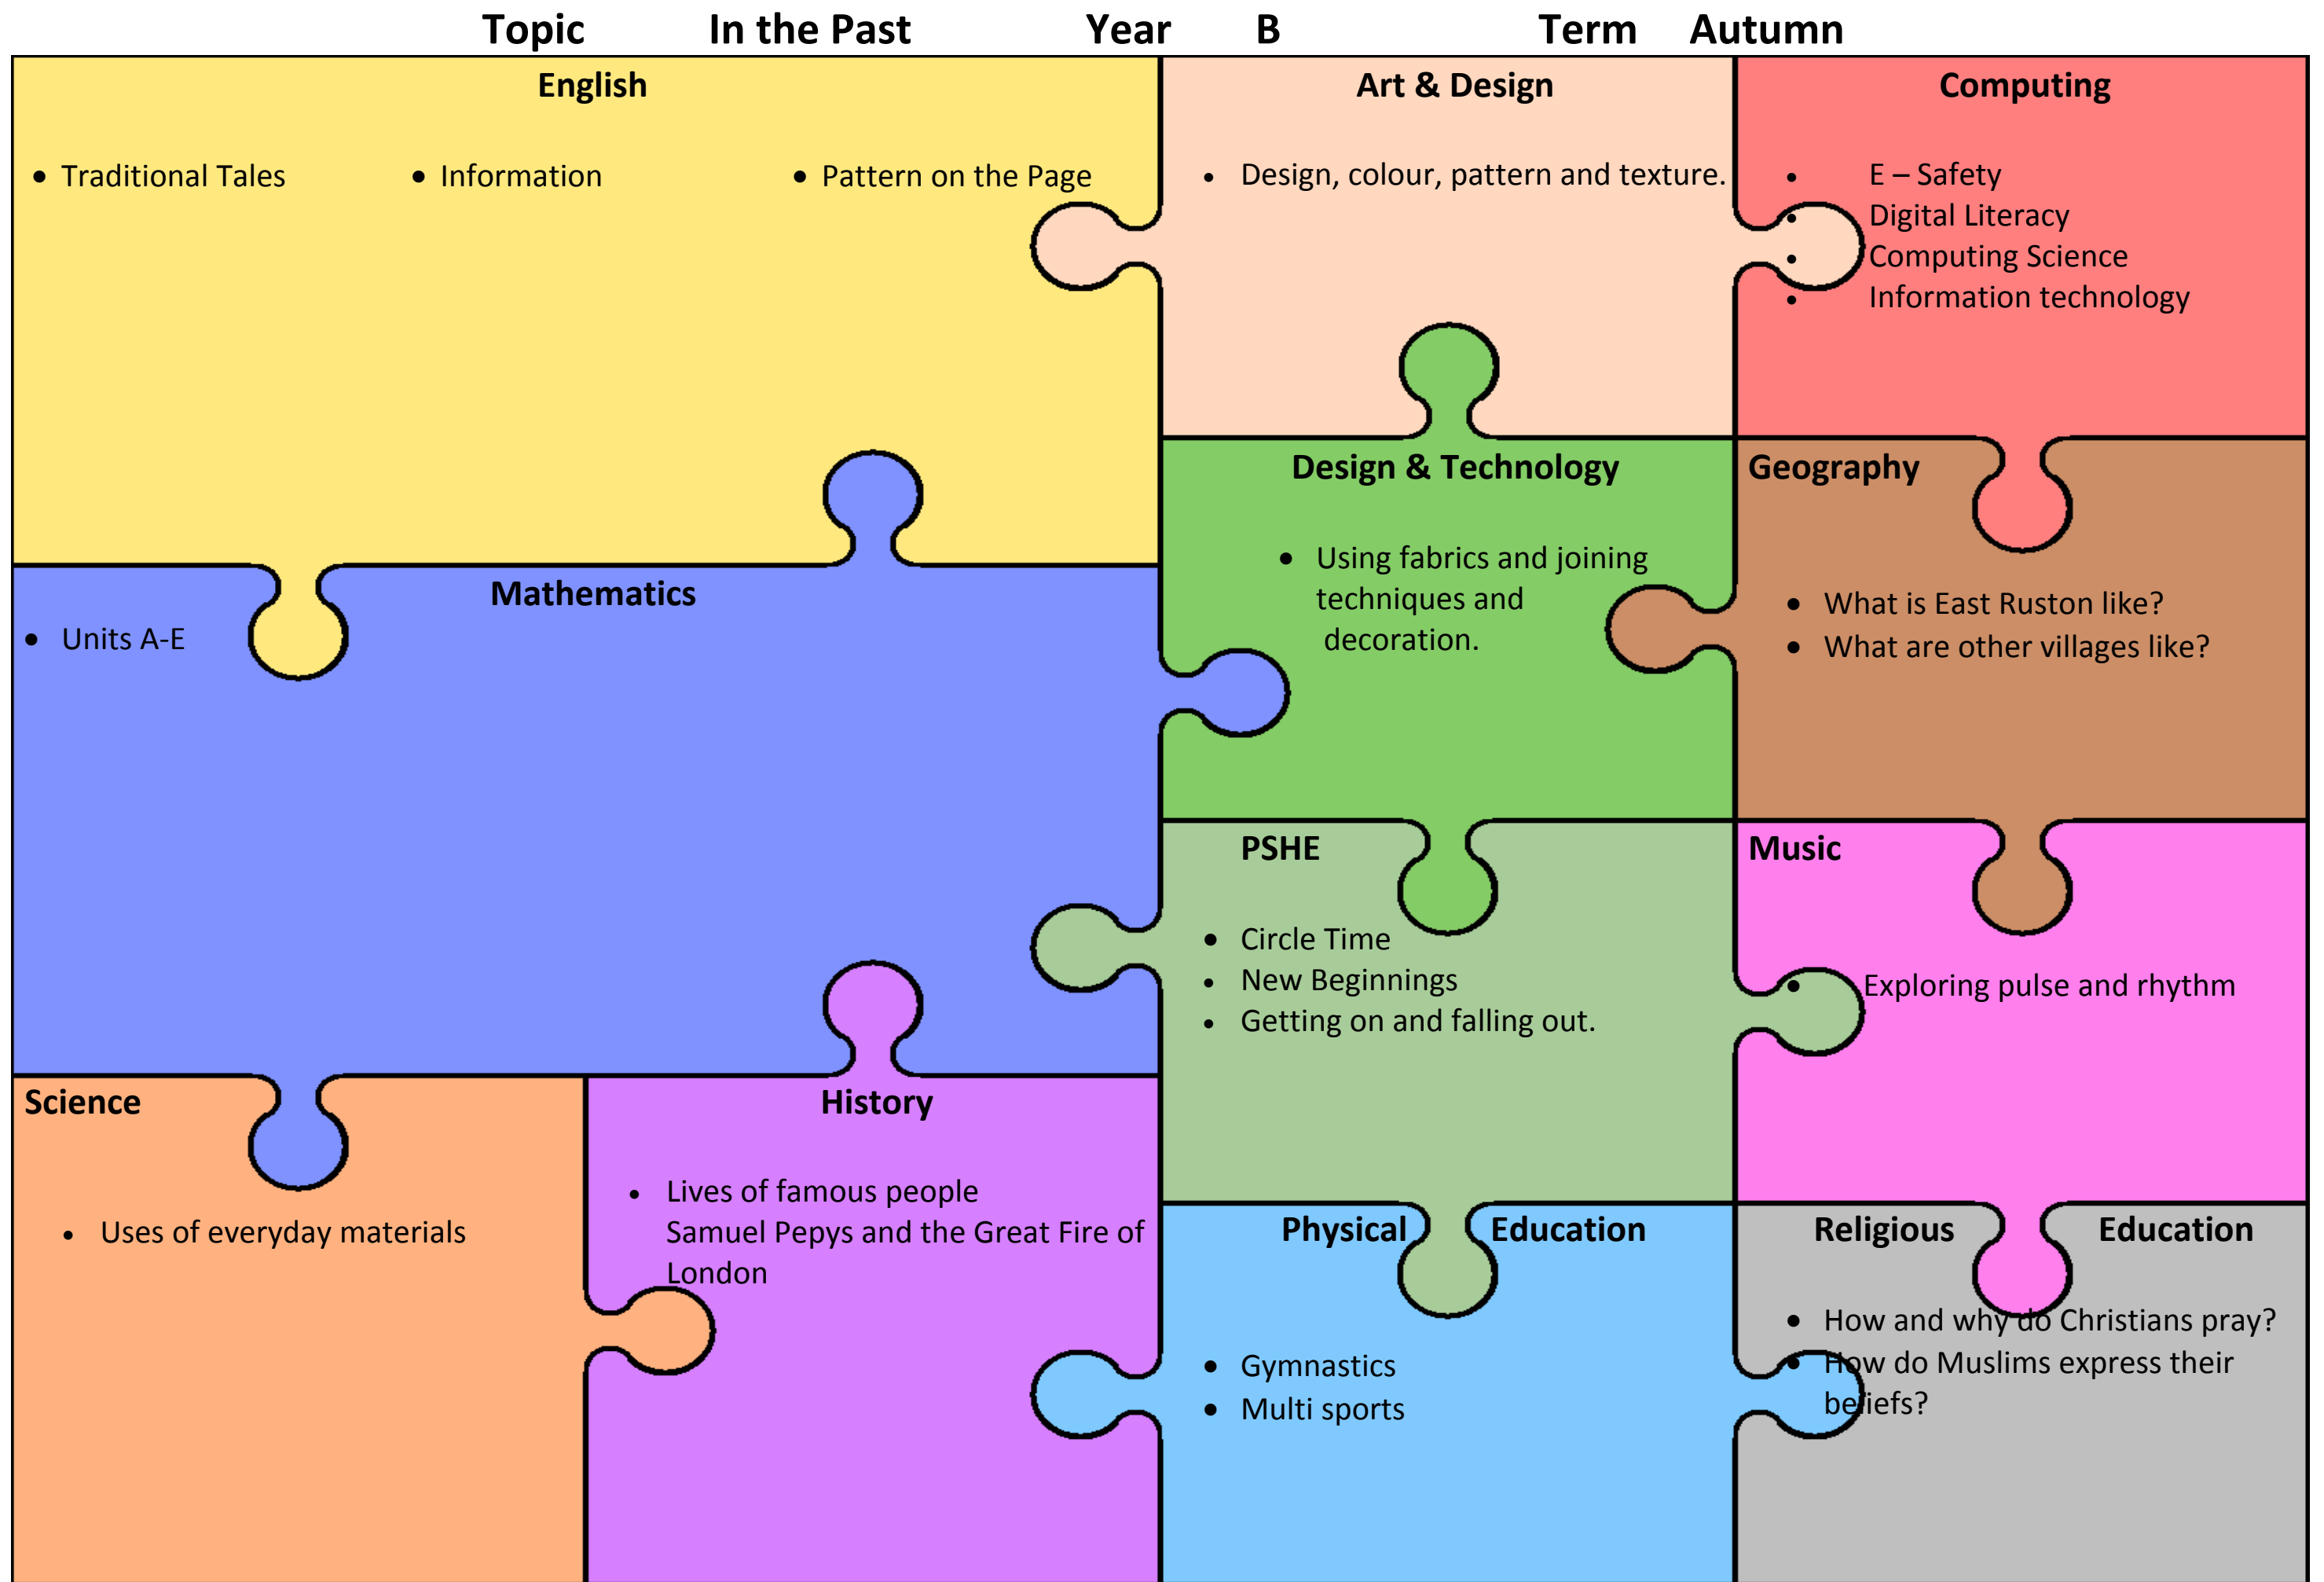 Topic In the Past Year B Term Autumn
English
• Traditional Tales • Information • Pattern on the Page
Art & Design
• Design, colour, pattern and texture.
Computing
• E – Safety
• Digital Literacy
• Computing Science
• Information technology
Design & Technology
• Using fabrics and joining
techniques and
decoration.
Geography
• What is East Ruston like?
• What are other villages like?
Mathematics
• Units A-E
PSHE
• Circle Time
• New Beginnings
• Getting on and falling out.
Music
• Exploring pulse and rhythm
Science
• Uses of everyday materials
History
• Lives of famous people
Samuel Pepys and the Great Fire of
London
Physical Education
• Gymnastics
• Multi sports
Religious Education
• How and why do Christians pray?
• How do Muslims express their
beliefs?